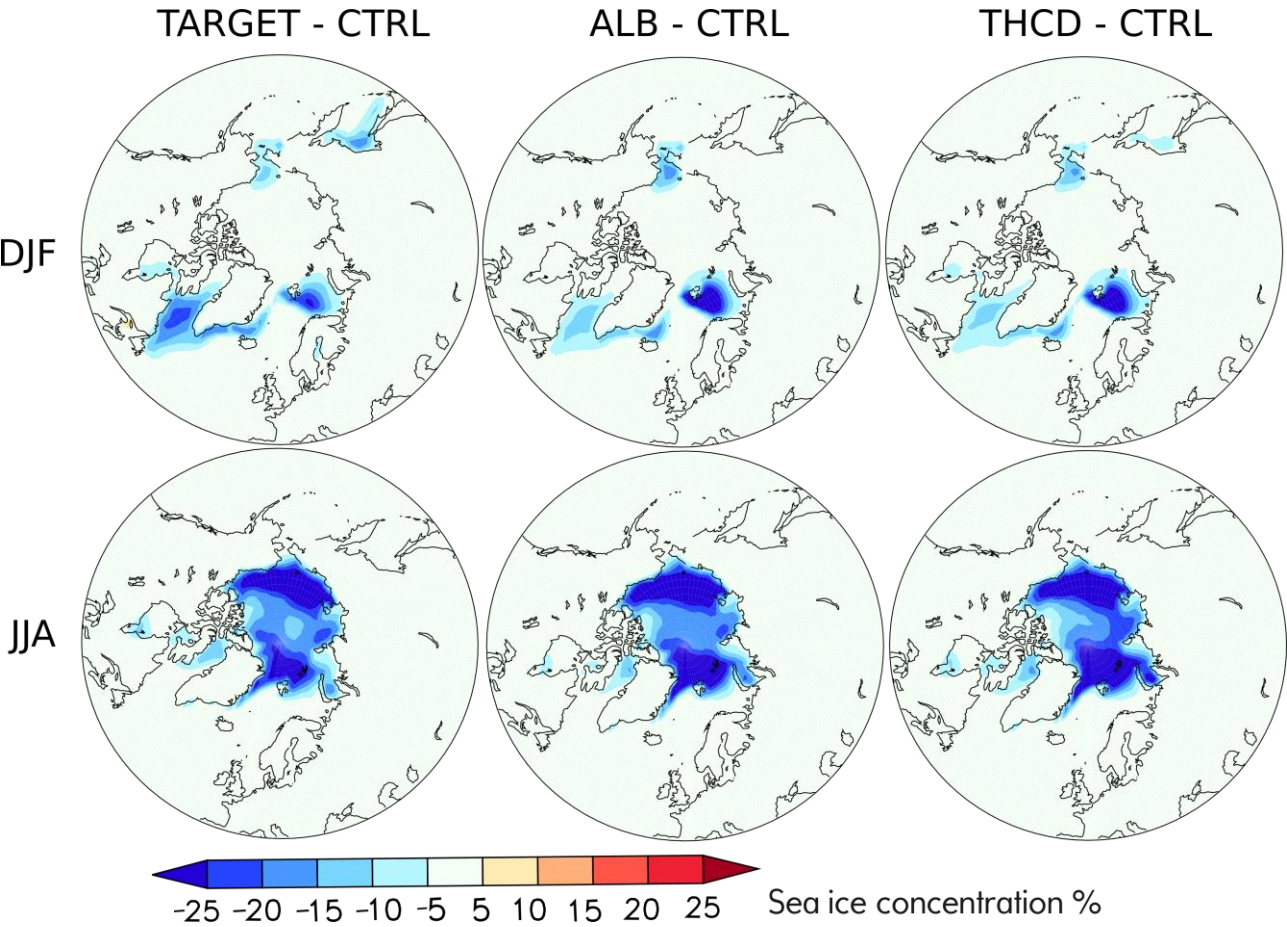 TARGET - CTRL ALB - CTRL THCD - CTRL
DJF
JJA
-25 -20 -15 -10 -5 5 10 15 20 25 Sea ice concentration %